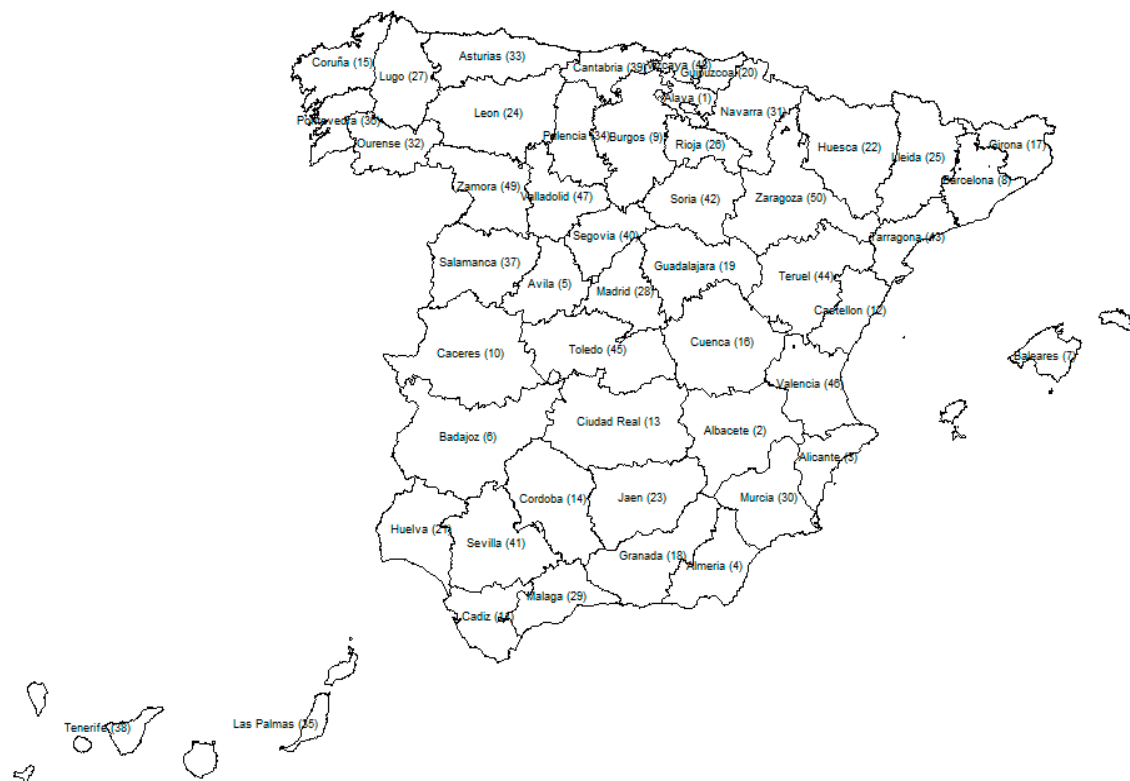 Coruña (15)
Lugo (27)
Asturias (33)
Cantabria (39)
Vizcaya (48)
Guipuzcoal (20)
Alava (1)
Navarra (31)
Pontevedra (36)
Ourense (32)
Leon (24)
Palencia (34)
Burgos (9)
Rioja (26)
Huesca (22)
Lleida (25)
Girona (17)
Barcelona (8)
Zamora (49)
Valladolid (47)
Soria (42)
Zaragoza (50)
Segovia (40)
Tarragona (43)
Salamanca (37)
Avila (5)
Madrid (28)
Guadalajara (19
Teruel (44)
Castellon (12)
Caceres (10)
Toledo (45)
Cuenca (16)
Baleares (7)
Valencia (46)
Badajoz (6)
Ciudad Real (13
Albacete (2)
Alicante (3)
Huelva (21)
Cordoba (14)
Jaen (23)
Murcia (30)
Sevilla (41)
Granada (18)
Almeria (4)
Malaga (29)
Cadiz (11)
Tenerife (38)
Las Palmas (35)